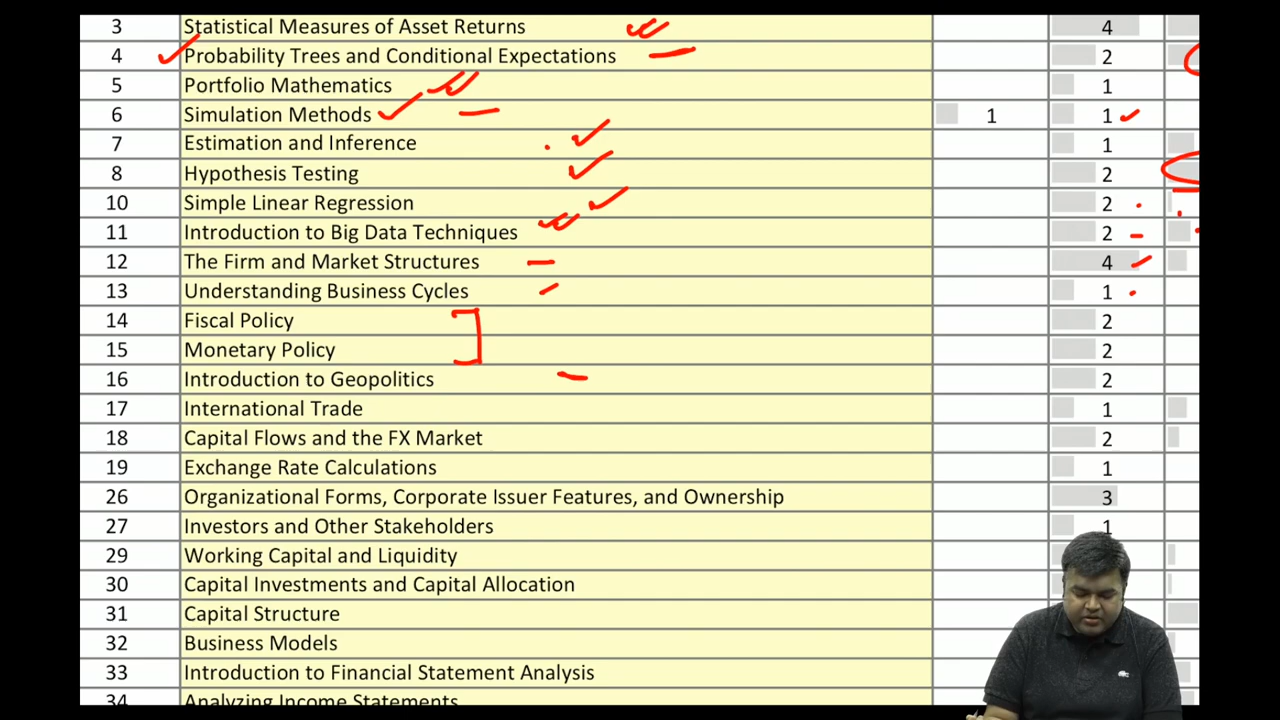 3 Statistical Measures of Asset Returns 4
4 Probability Trees and Conditional Expectations 2
5 Portfolio Mathematics 1
6 Simulation Methods 1 1
7 Estimation and Inference 1
8 Hypothesis Testing 2
10 Simple Linear Regression 2
11 Introduction to Big Data Techniques 2
12 The Firm and Market Structures 4
13 Understanding Business Cycles 1
14 Fiscal Policy 2
15 Monetary Policy 2
16 Introduction to Geopolitics 2
17 International Trade 1
18 Capital Flows and the FX Market 2
19 Exchange Rate Calculations 1
26 Organizational Forms, Corporate Issuer Features, and Ownership 3
27 Investors and Other Stakeholders 1
29 Working Capital and Liquidity
30 Capital Investments and Capital Allocation
31 Capital Structure
32 Business Models
33 Introduction to Financial Statement Analysis
34 Analyzing Income Statements